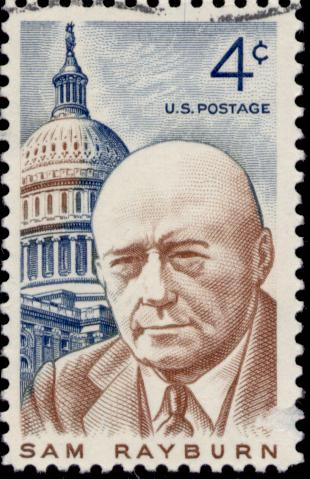 4¢
U.S. POSTAGE
SAM RAYBURN